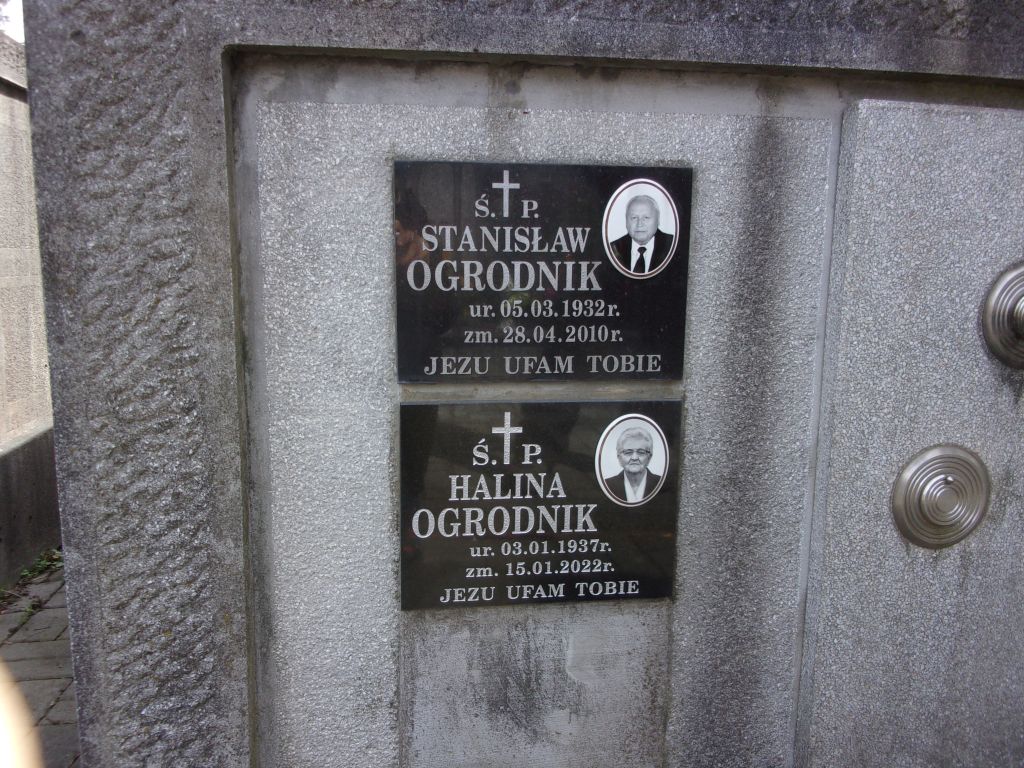 Ś. P.
STANISŁAW
OGRODNIK
ur. 05.03.1932r.
zm. 28.04.2010r.
JEZU UFAM TOBIE
Ś. P.
HALINA
OGRODNIK
ur. 03.01.1937r.
zm. 15.01.2022r.
JEZU UFAM TOBIE